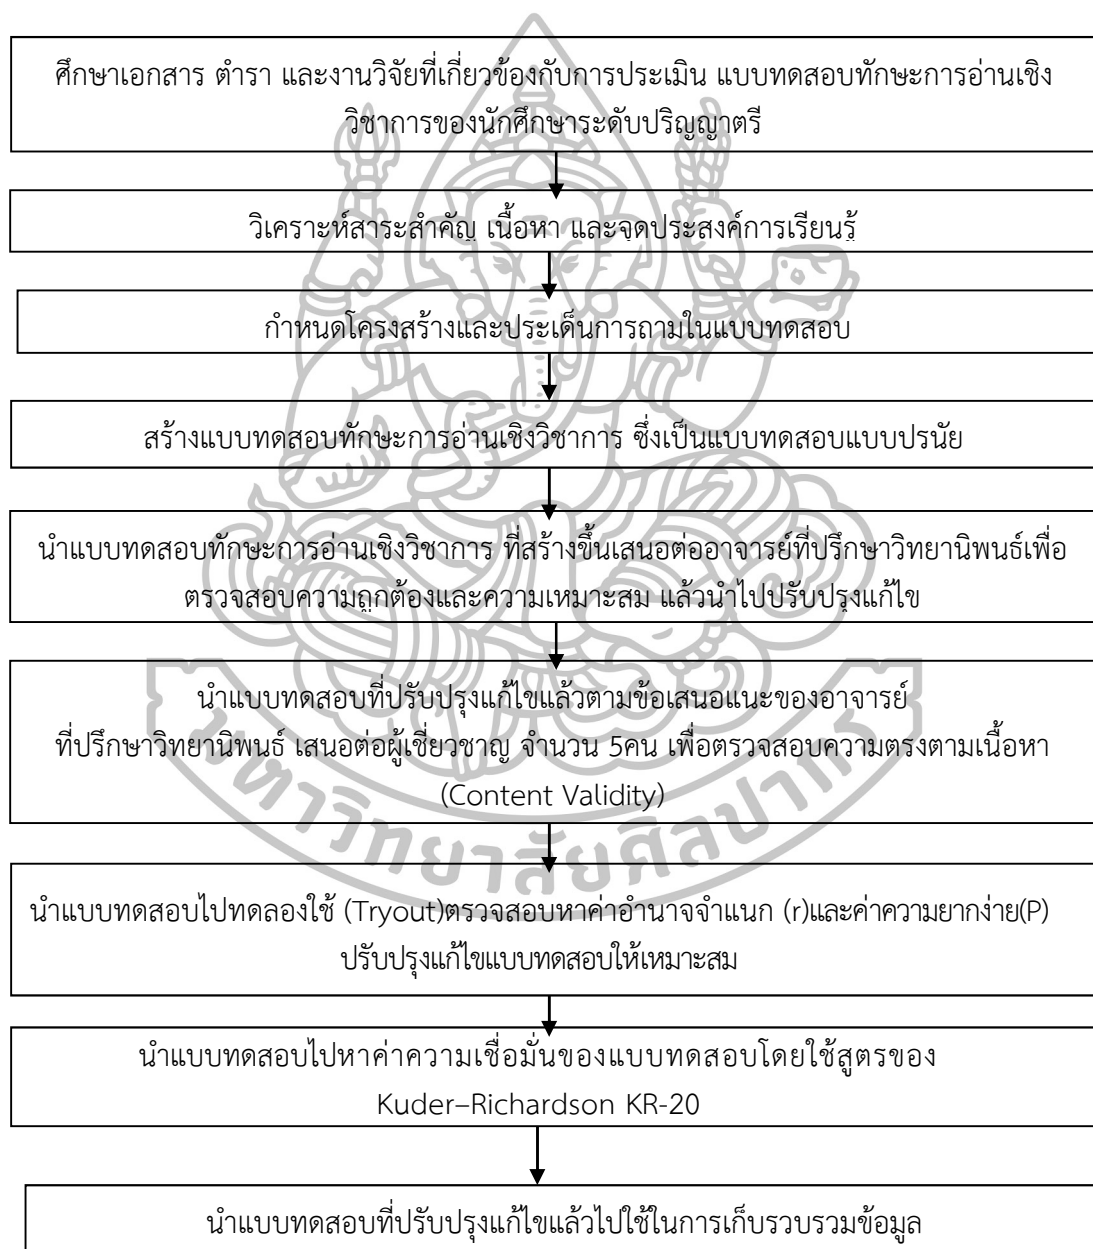 ศึกษาเอกสาร ตำรา และงานวิจัยที่เกี่ยวข้องกับการประเมิน แบบทดสอบทักษะการอ่านเชิง
วิชาการของนักศึกษาระดับปริญญาตรี
วิเคราะห์สาระสำคัญ เนื้อหา และจุดประสงค์การเรียนรู้
กำหนดโครงสร้างและประเด็นการถามในแบบทดสอบ
สร้างแบบทดสอบทักษะการอ่านเชิงวิชาการ ซึ่งเป็นแบบทดสอบแบบปรนัย
นำแบบทดสอบทักษะการอ่านเชิงวิชาการ ที่สร้างขึ้นเสนอต่ออาจารย์ที่ปรึกษาวิทยานิพนธ์เพื่อ
ตรวจสอบความถูกต้องและความเหมาะสม แล้วนำไปปรับปรุงแก้ไข
นำแบบทดสอบที่ปรับปรุงแก้ไขแล้วตามข้อเสนอแนะของอาจารย์
ที่ปรึกษาวิทยานิพนธ์ เสนอต่อผู้เชี่ยวชาญ จำนวน 5คน เพื่อตรวจสอบความตรงตามเนื้อหา
(Content Validity)
มหาวิทยาลัยศิลปากร
นำแบบทดสอบไปทดลองใช้ (Tryout)ตรวจสอบหาค่าอำนาจจำแนก (r)และค่าความยากง่าย(P)
ปรับปรุงแก้ไขแบบทดสอบให้เหมาะสม
นำแบบทดสอบไปหาค่าความเชื่อมั่นของแบบทดสอบโดยใช้สูตรของ
Kuder–Richardson KR-20
นำแบบทดสอบที่ปรับปรุงแก้ไขแล้วไปใช้ในการเก็บรวบรวมข้อมูล